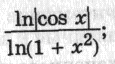 ln|cos x|
ln(1 + x²);